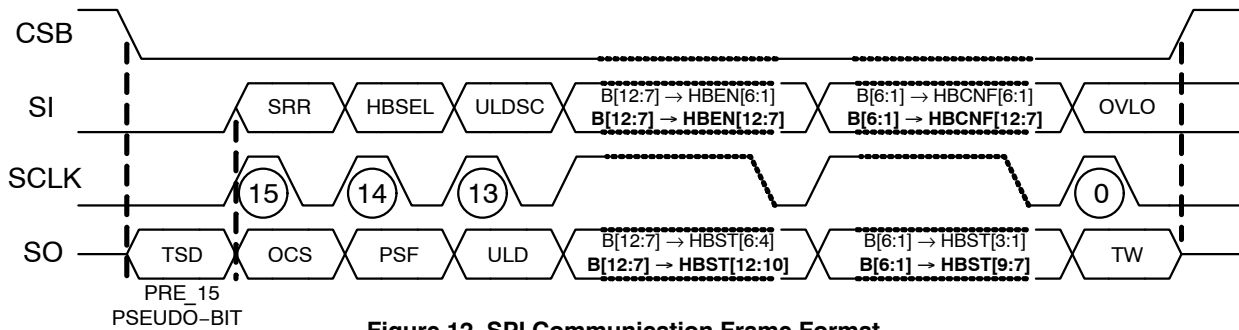 CSB
SI
SRR
HBSEL
ULDSC
B[12:7] → HBEN[6:1]
B[12:7] → HBEN[12:7]
B[6:1] → HBCNF[6:1]
B[6:1] → HBCNF[12:7]
OVLO
SCLK
15
14
13
0
SO
TSD
OCS
PSF
ULD
B[12:7] → HBST[6:4]
B[12:7] → HBST[12:10]
B[6:1] → HBST[3:1]
B[6:1] → HBST[9:7]
TW
PRE_15
PSEUDO−BIT
Figure 12. SPI Communication Frame Format